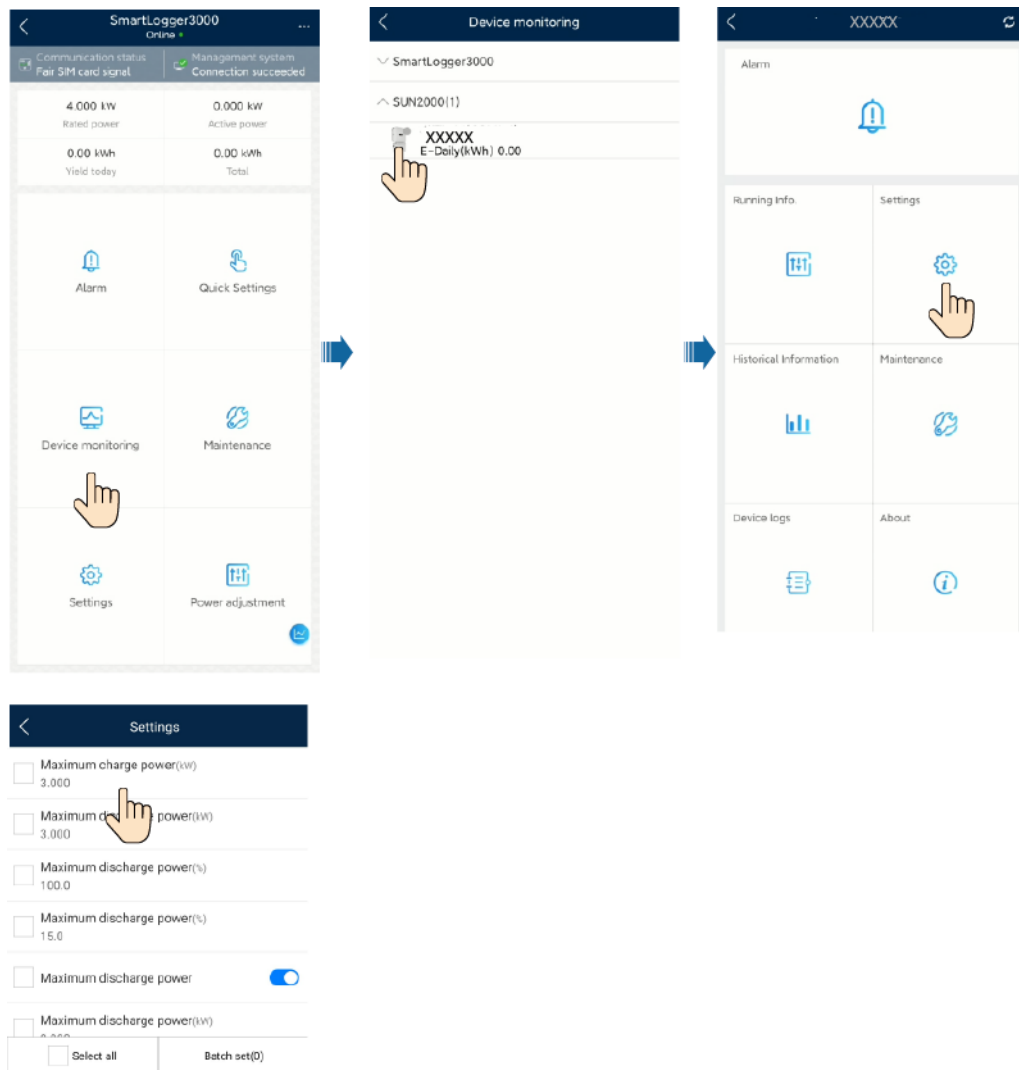 SmartLogger3000
Online
...
Communication status
Fair SIM card signal
Management system
Connection succeeded
4.000 kW
Rated power
0.000 kW
Active power
0.00 kWh
Yield today
0.00 kWh
Total
Alarm
Quick Settings
Device monitoring
Maintenance
Settings
Power adjustment
Device monitoring
SmartLogger3000
SUN2000(1)
XXXXX
E-Daily(kWh) 0.00
XXXXX
Alarm
Running Info.
Settings
Historical Information
Maintenance
Device logs
About
Settings
Maximum charge power(kW)
3.000
Maximum power(kW)
3.000
Maximum discharge power(%)
100.0
Maximum discharge power(%)
15.0
Maximum discharge power
Maximum discharge power(kW)
Select all
Batch set(0)